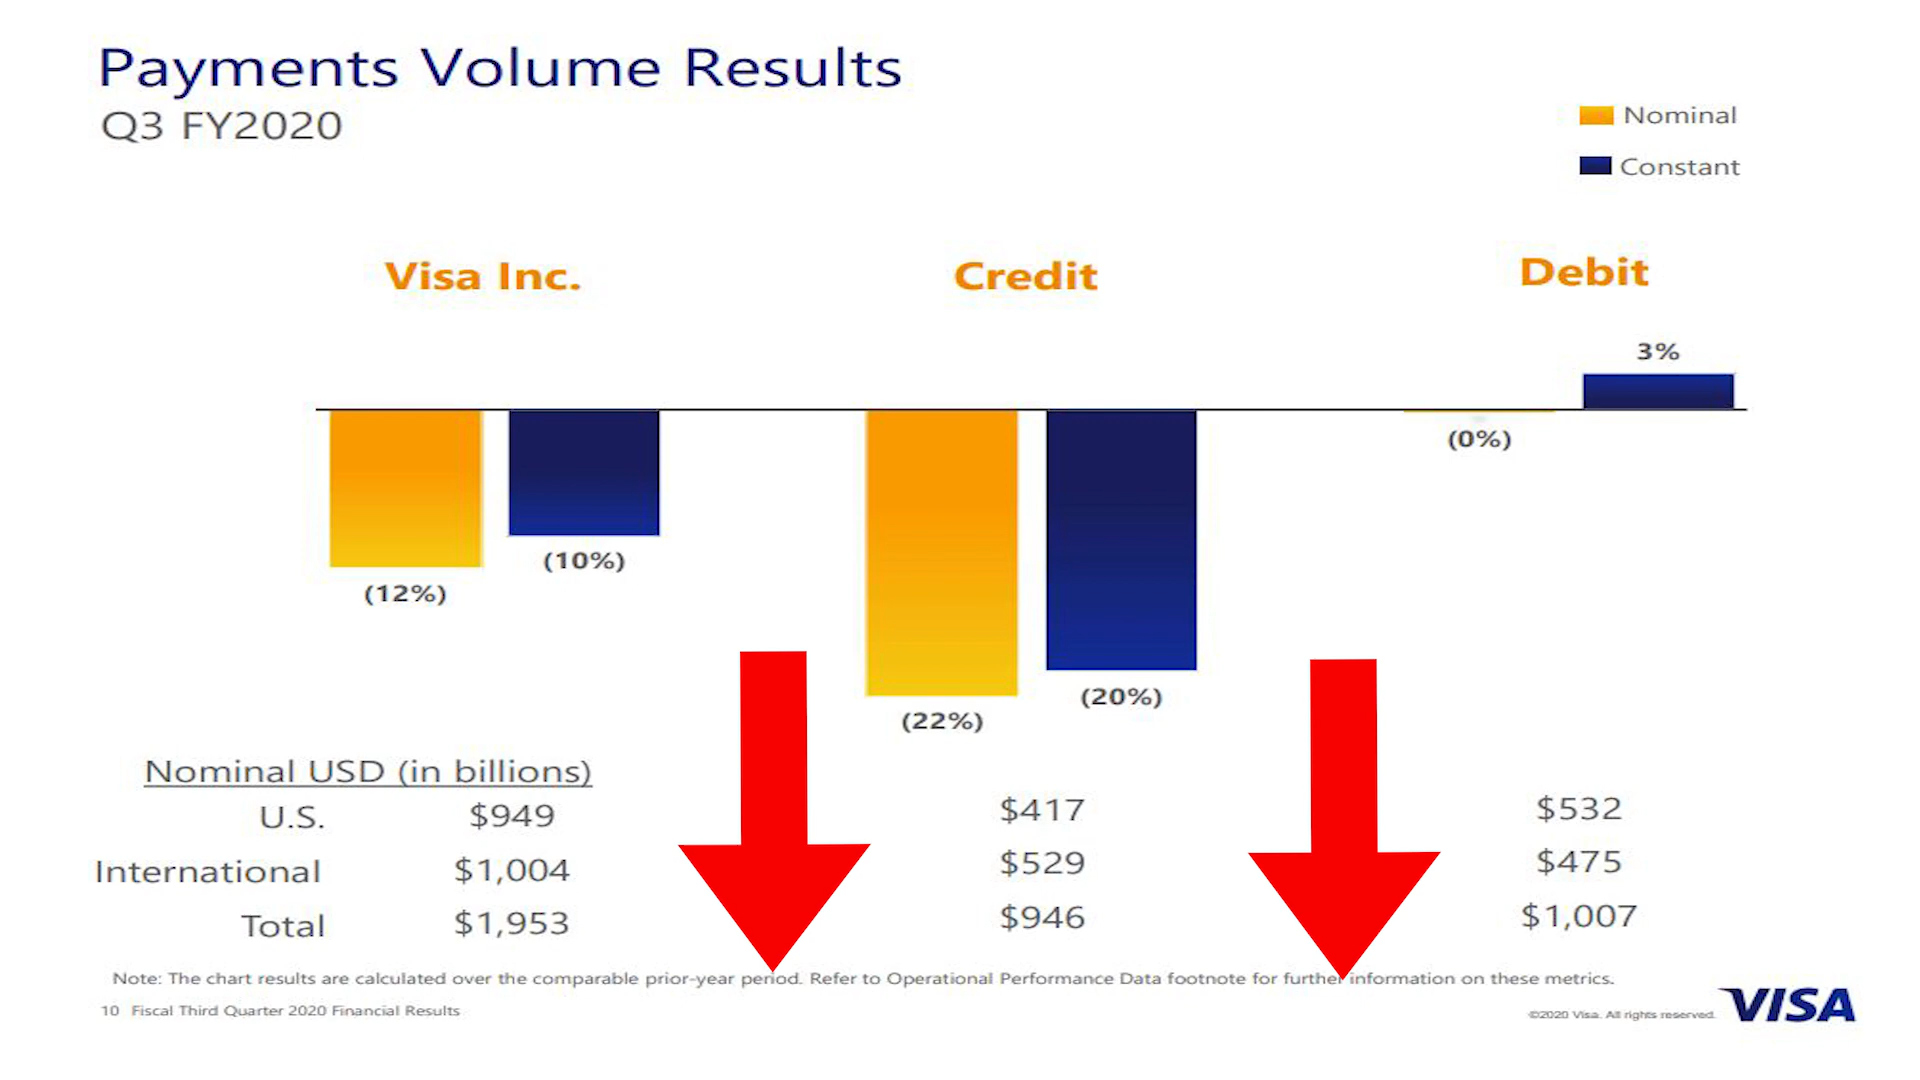 Payments Volume Results
Q3 FY2020
Nominal
Constant
Visa Inc. Credit Debit
3%
(0%)
(10%)
(12%)
(20%)
(22%)
Nominal USD (in billions)
U.S. $949 $417 $532
International $1,004 $529 $475
Total $1,953 $946 $1,007
Note: The chart results are calculated over the comparable prior-year period. Refer to Operational Performance Data footnote for further information on these metrics.
10 Fiscal Third Quarter 2020 Financial Results
©2020 Visa. All rights reserved.
VISA